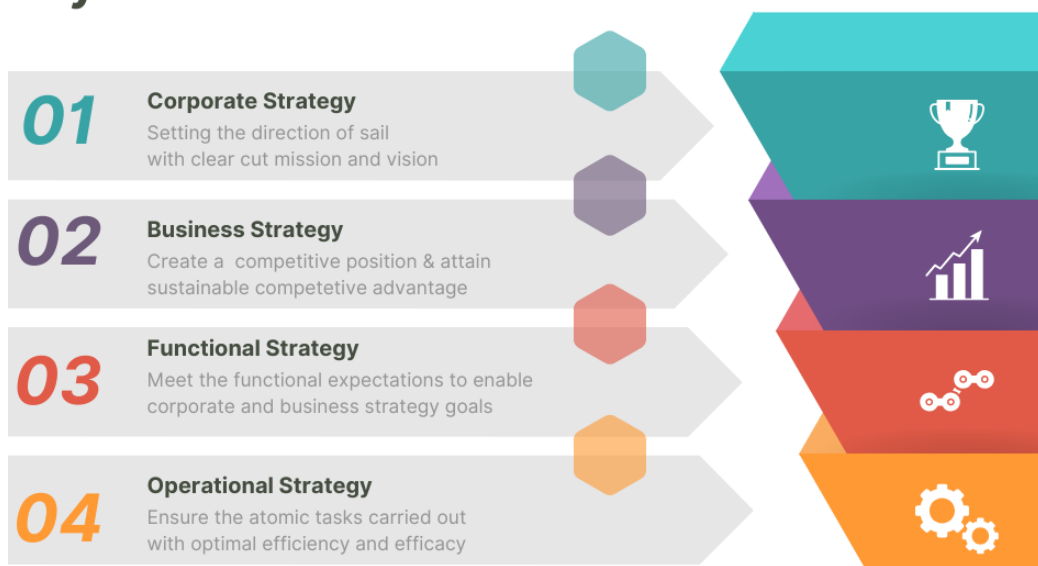 01
Corporate Strategy
Setting the direction of sail
with clear cut mission and vision
02
Business Strategy
Create a  competitive position & attain
sustainable competetive advantage
03
Functional Strategy
Meet the functional expectations to enable
corporate and business strategy goals
04
Operational Strategy
Ensure the atomic tasks carried out
with optimal efficiency and efficacy